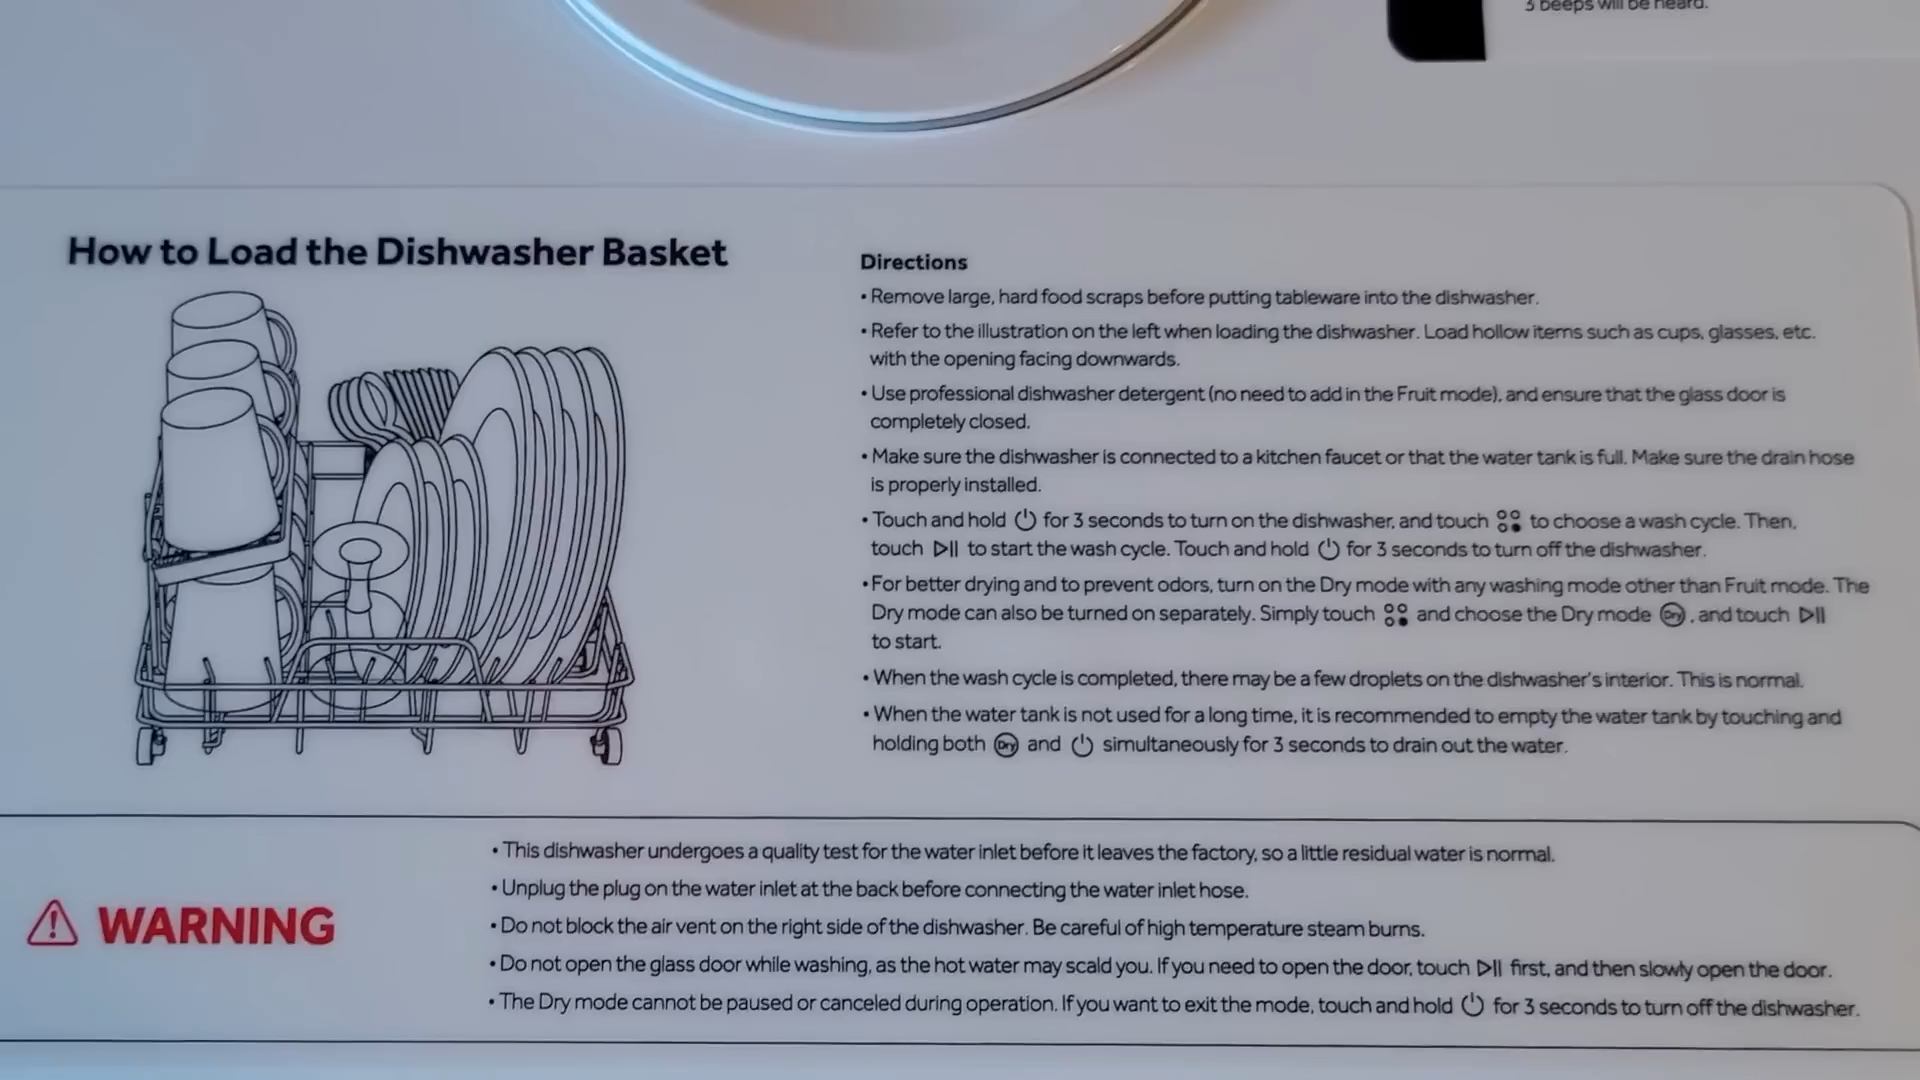 3 beeps will be heard.
How to Load the Dishwasher Basket
Directions
• Remove large, hard food scraps before putting tableware into the dishwasher.
• Refer to the illustration on the left when loading the dishwasher. Load hollow items such as cups, glasses, etc.
with the opening facing downwards.
• Use professional dishwasher detergent (no need to add in the Fruit mode), and ensure that the glass door is
completely closed.
• Make sure the dishwasher is connected to a kitchen faucet or that the water tank is full. Make sure the drain hose
is properly installed.
• Touch and hold for 3 seconds to turn on the dishwasher, and touch to choose a wash cycle. Then,
touch to start the wash cycle. Touch and hold for 3 seconds to turn off the dishwasher.
• For better drying and to prevent odors, turn on the Dry mode with any washing mode other than Fruit mode. The
Dry mode can also be turned on separately. Simply touch and choose the Dry mode Dry, and touch
to start.
• When the wash cycle is completed, there may be a few droplets on the dishwasher's interior. This is normal.
• When the water tank is not used for a long time, it is recommended to empty the water tank by touching and
holding both Dry and simultaneously for 3 seconds to drain out the water.
WARNING
• This dishwasher undergoes a quality test for the water inlet before it leaves the factory, so a little residual water is normal.
• Unplug the plug on the water inlet at the back before connecting the water inlet hose.
• Do not block the air vent on the right side of the dishwasher. Be careful of high temperature steam burns.
• Do not open the glass door while washing, as the hot water may scald you. If you need to open the door, touch first, and then slowly open the door.
• The Dry mode cannot be paused or canceled during operation. If you want to exit the mode, touch and hold for 3 seconds to turn off the dishwasher.